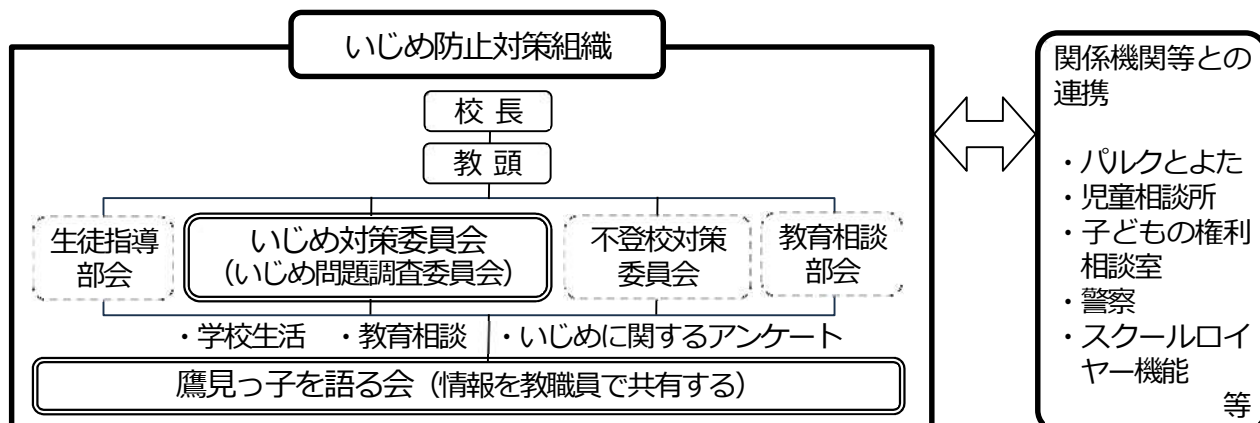 いじめ防止対策組織
校長
教頭
生徒指導
部会
いじめ対策委員会
(いじめ問題調査委員会)
不登校対策
委員会
教育相談
部会
・学校生活 ・教育相談 ・いじめに関するアンケート
鷹見っ子を語る会(情報を教職員で共有する)
関係機関等との
連携
・パルクとよた
・児童相談所
・子どもの権利
相談室
・警察
・スクールロイ
ヤー機能
等